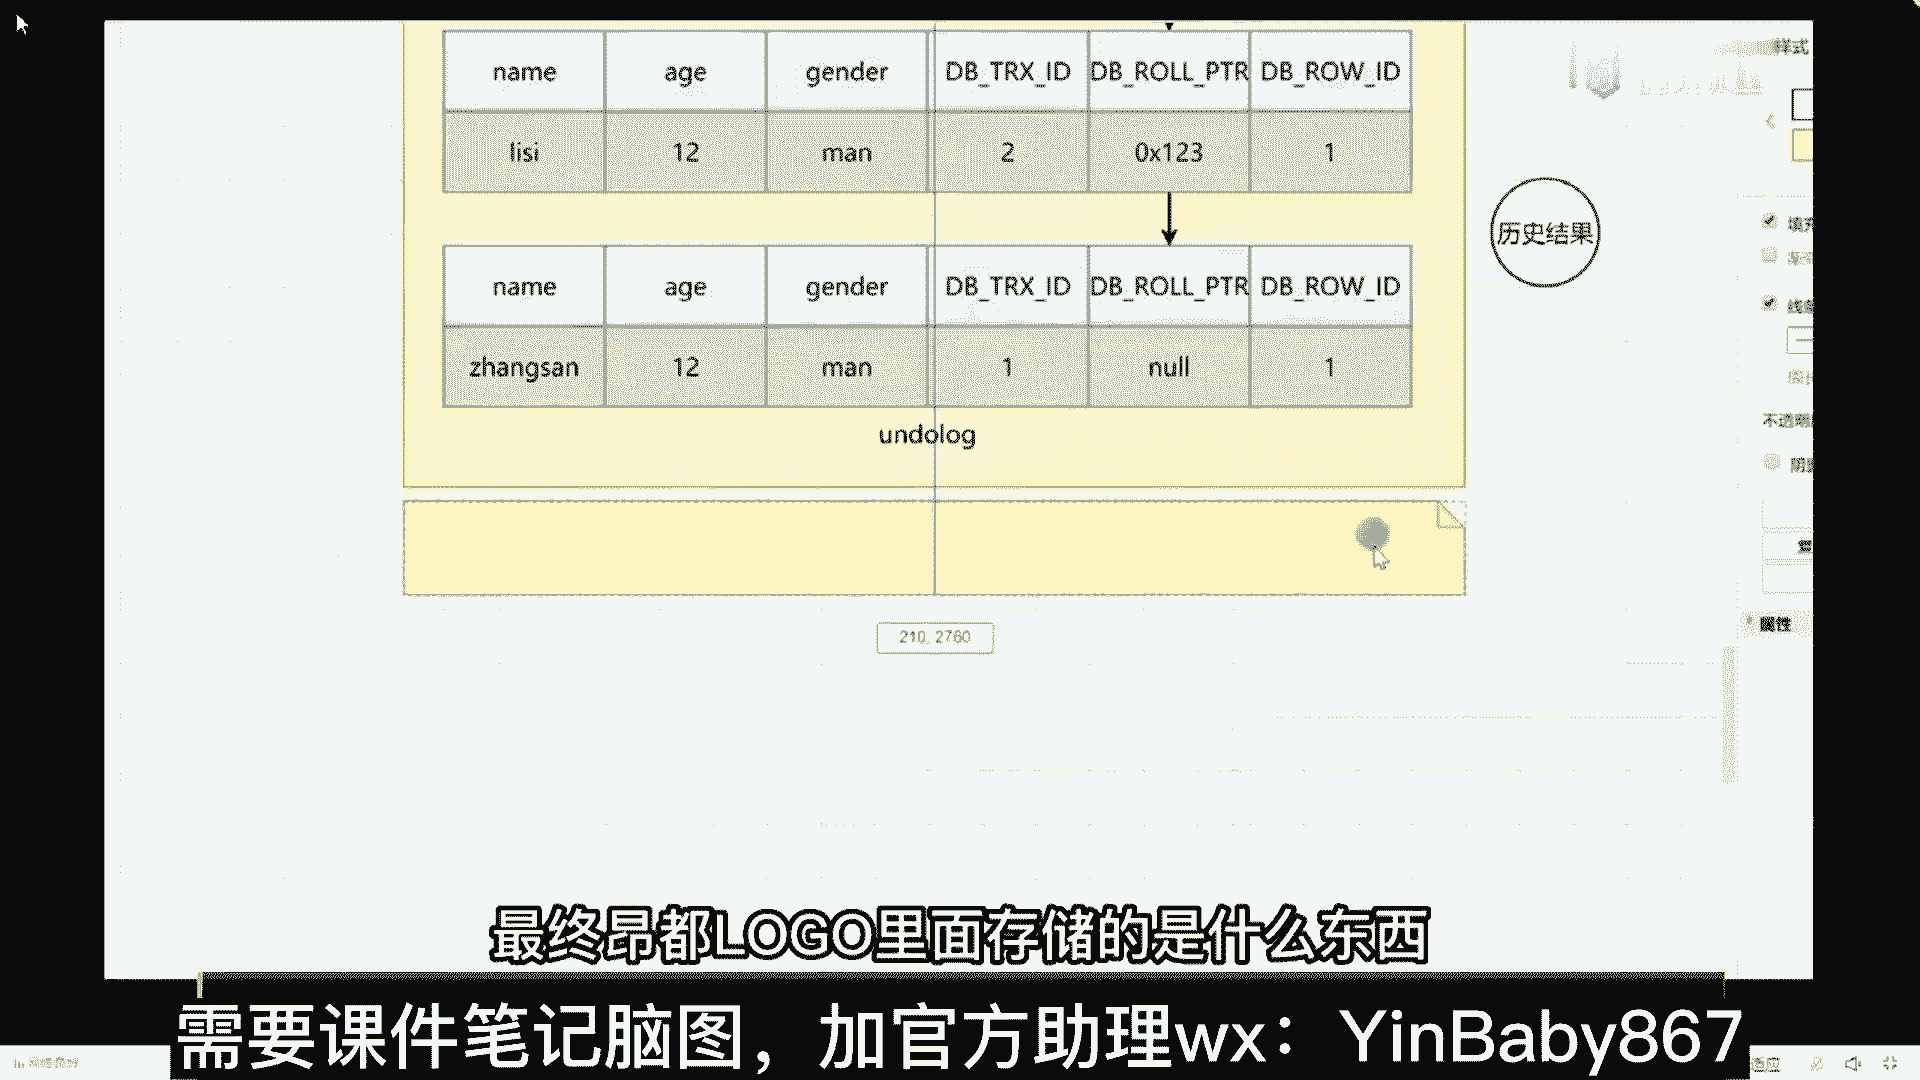 样式
name age gender DB_TRX_ID DB_ROLL_PTR DB_ROW_ID
lisi 12 man 2 0x123 1
历史结果
name age gender DB_TRX_ID DB_ROLL_PTR DB_ROW_ID
zhangsan 12 man 1 null 1
undolog
210, 2760
属性
最终昂都LOGO里面存储的是什么东西
需要课件笔记脑图，加官方助理wx：YinBaby867